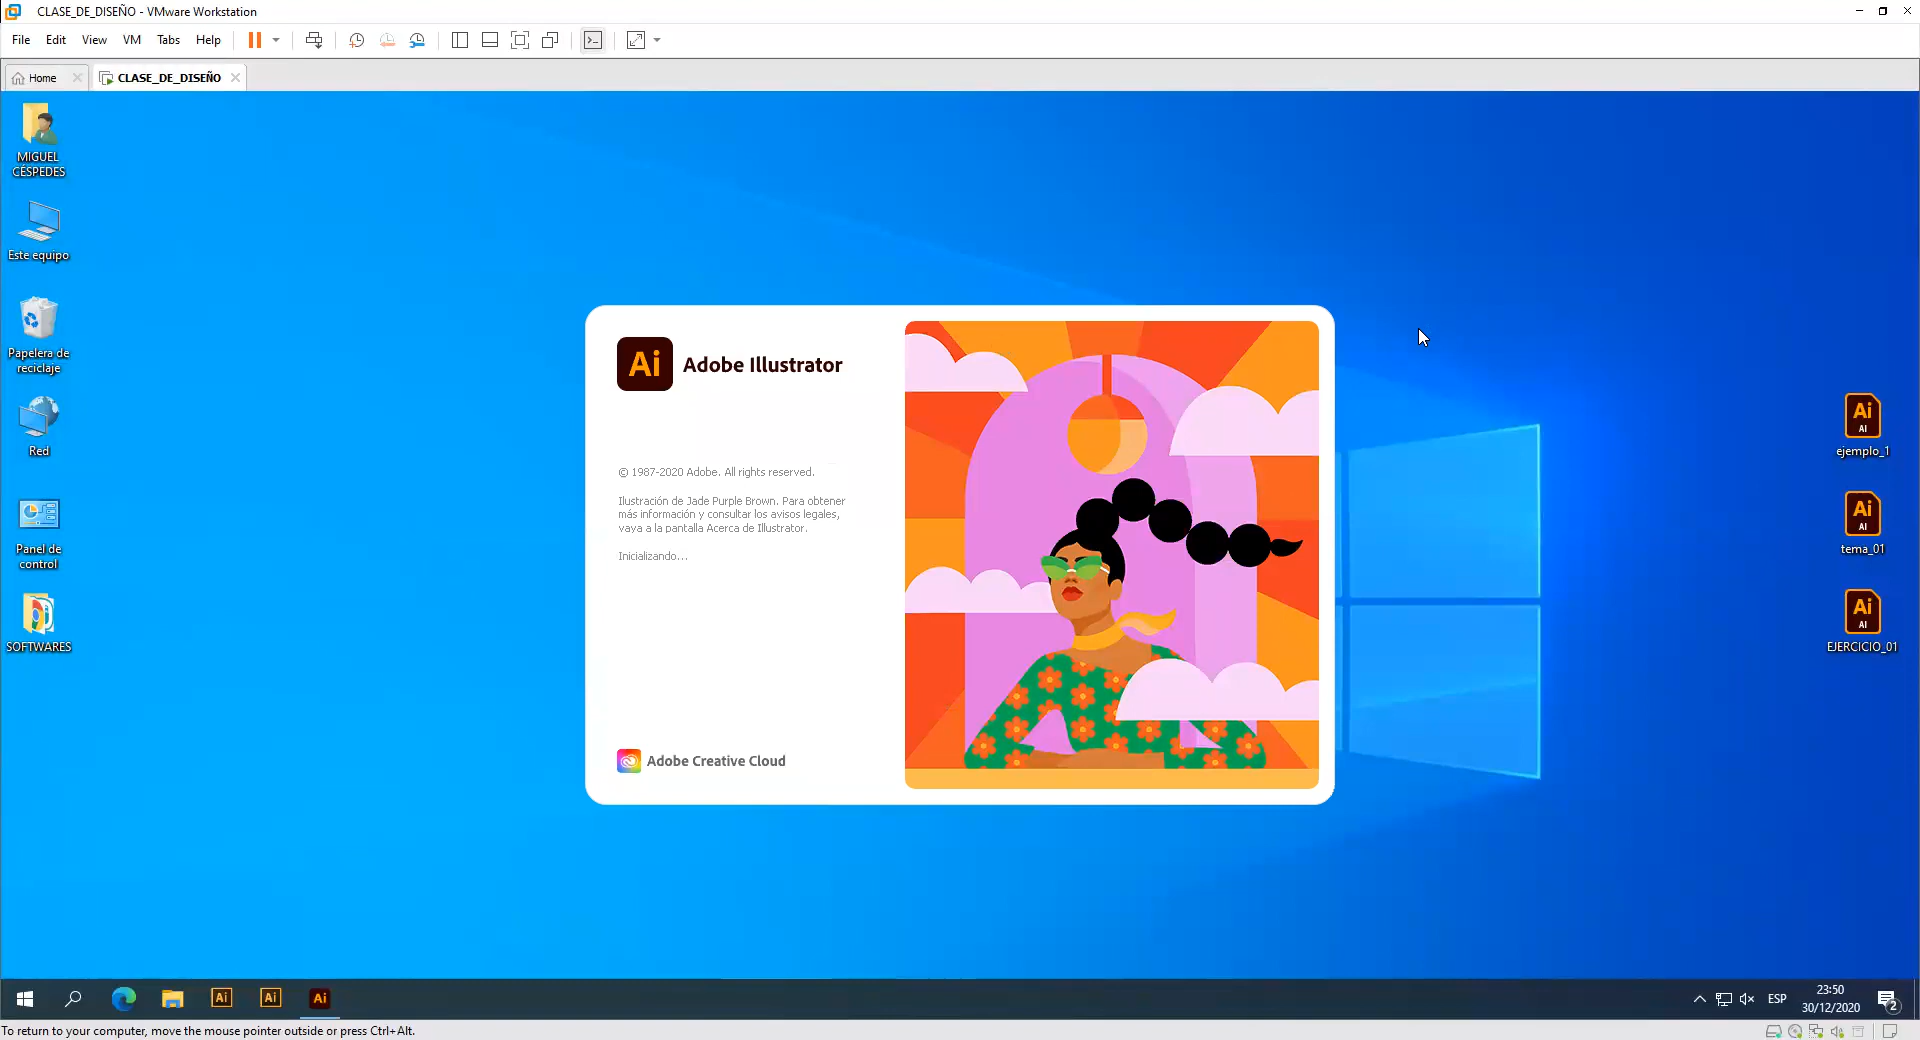 CLASE_DE_DISEÑO - VMware Workstation
File Edit View VM Tabs Help
Home CLASE_DE_DISEÑO
MIGUEL
CÉSPEDES
Este equipo
Papelera de
reciclaje
Red
Panel de
control
SOFTWARES
Ai Adobe Illustrator
© 1987-2020 Adobe. All rights reserved.
Ilustración de Jade Purple Brown. Para obtener
más información y consultar los avisos legales,
vaya a la pantalla Acerca de Illustrator.
Inicializando...
Adobe Creative Cloud
Ai
AI
ejemplo_1
Ai
AI
tema_01
Ai
AI
EJERCICIO_01
Ai Ai Ai
ESP
23:50
30/12/2020
2
To return to your computer, move the mouse pointer outside or press Ctrl+Alt.